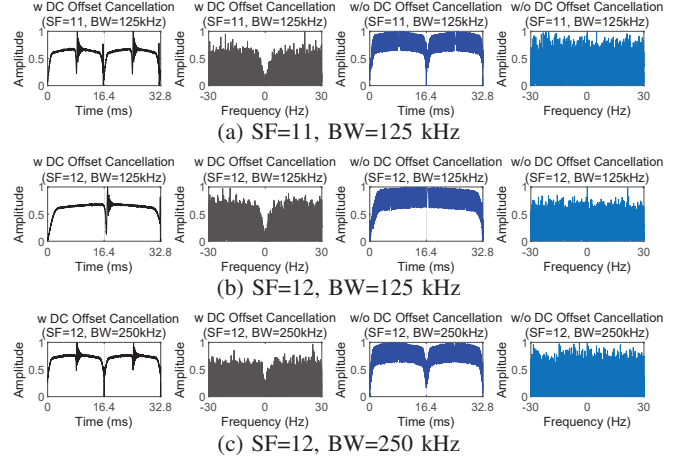 w DC Offset Cancellation w DC Offset Cancellation w/o DC Offset Cancellation w/o DC Offset Cancellation
(SF=11, BW=125kHz) (SF=11, BW=125kHz) (SF=11, BW=125kHz) (SF=11, BW=125kHz)
Amplitude 1 0.5 0 Amplitude 1 0.5 0 Amplitude 1 0.5 0 Amplitude 1 0.5 0
0 16.4 32.8 -30 0 30 0 16.4 32.8 -30 0 30
Time (ms) Frequency (Hz) Time (ms) Frequency (Hz)
(a) SF=11, BW=125 kHz
w DC Offset Cancellation w DC Offset Cancellation w/o DC Offset Cancellation w/o DC Offset Cancellation
(SF=12, BW=125kHz) (SF=12, BW=125kHz) (SF=12, BW=125kHz) (SF=12, BW=125kHz)
Amplitude 1 0.5 0 Amplitude 1 0.5 0 Amplitude 1 0.5 0 Amplitude 1 0.5 0
0 16.4 32.8 -30 0 30 0 16.4 32.8 -30 0 30
Time (ms) Frequency (Hz) Time (ms) Frequency (Hz)
(b) SF=12, BW=125 kHz
w DC Offset Cancellation w DC Offset Cancellation w/o DC Offset Cancellation w/o DC Offset Cancellation
(SF=12, BW=250kHz) (SF=12, BW=250kHz) (SF=12, BW=250kHz) (SF=12, BW=250kHz)
Amplitude 1 0.5 0 Amplitude 1 0.5 0 Amplitude 1 0.5 0 Amplitude 1 0.5 0
0 16.4 32.8 -30 0 30 0 16.4 32.8 -30 0 30
Time (ms) Frequency (Hz) Time (ms) Frequency (Hz)
(c) SF=12, BW=250 kHz